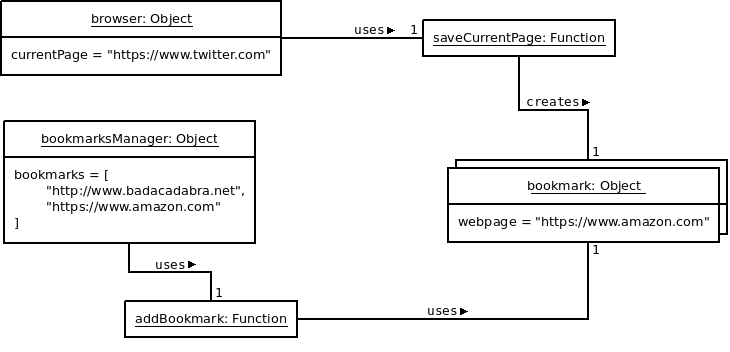 browser: Object
currentPage = "https://www.twitter.com"
uses
1
saveCurrentPage: Function
creates
1
bookmarksManager: Object
bookmarks = [
"http://www.badacadabra.net",
"https://www.amazon.com"
]
bookmark: Object
webpage = "https://www.amazon.com"
1
uses
1
addBookmark: Function
uses